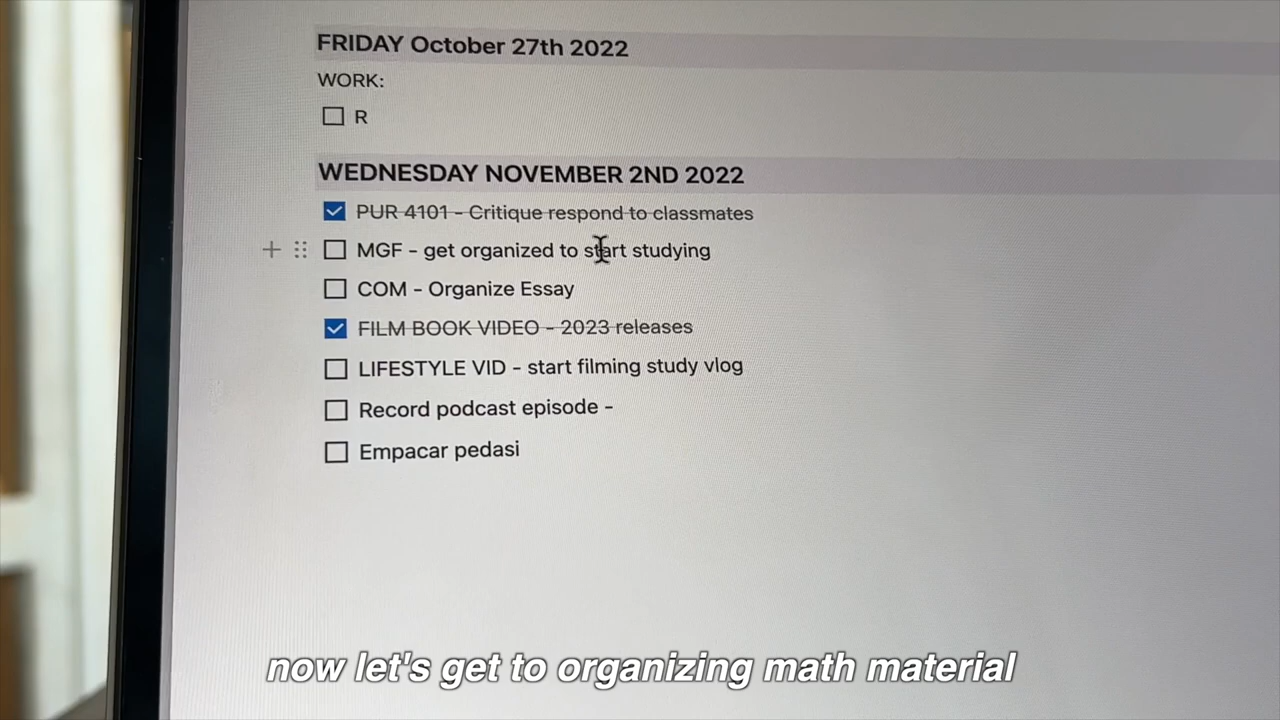 FRIDAY October 27th 2022
WORK:
R
WEDNESDAY NOVEMBER 2ND 2022
PUR 4101 - Critique respond to classmates
MGF - get organized to start studying
COM - Organize Essay
FILM BOOK VIDEO - 2023 releases
LIFESTYLE VID - start filming study vlog
Record podcast episode -
Empacar pedasi
now let's get to organizing math material